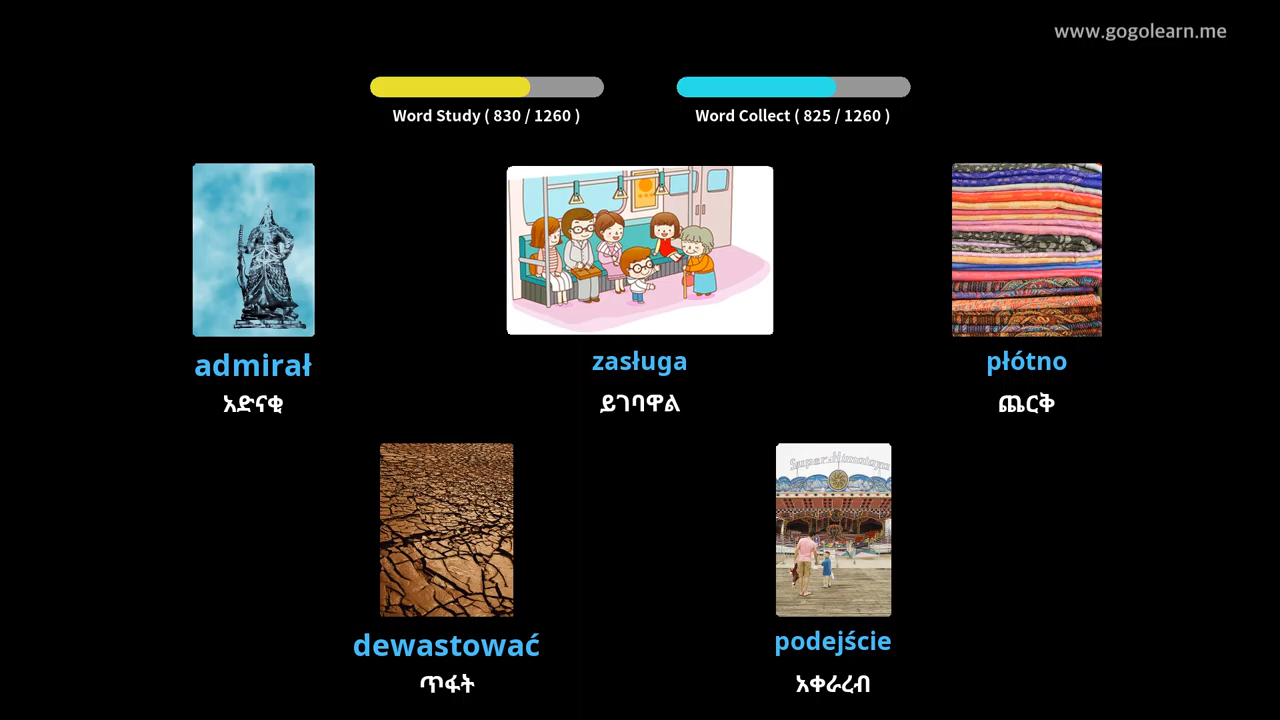 www.gogolearn.me
Word Study ( 830 / 1260 )
Word Collect ( 825 / 1260 )
admirał
አድናቂ
zasługa
ይገባዋል
płótno
ጨርቅ
dewastować
ጥፋት
podejście
አቀራረብ